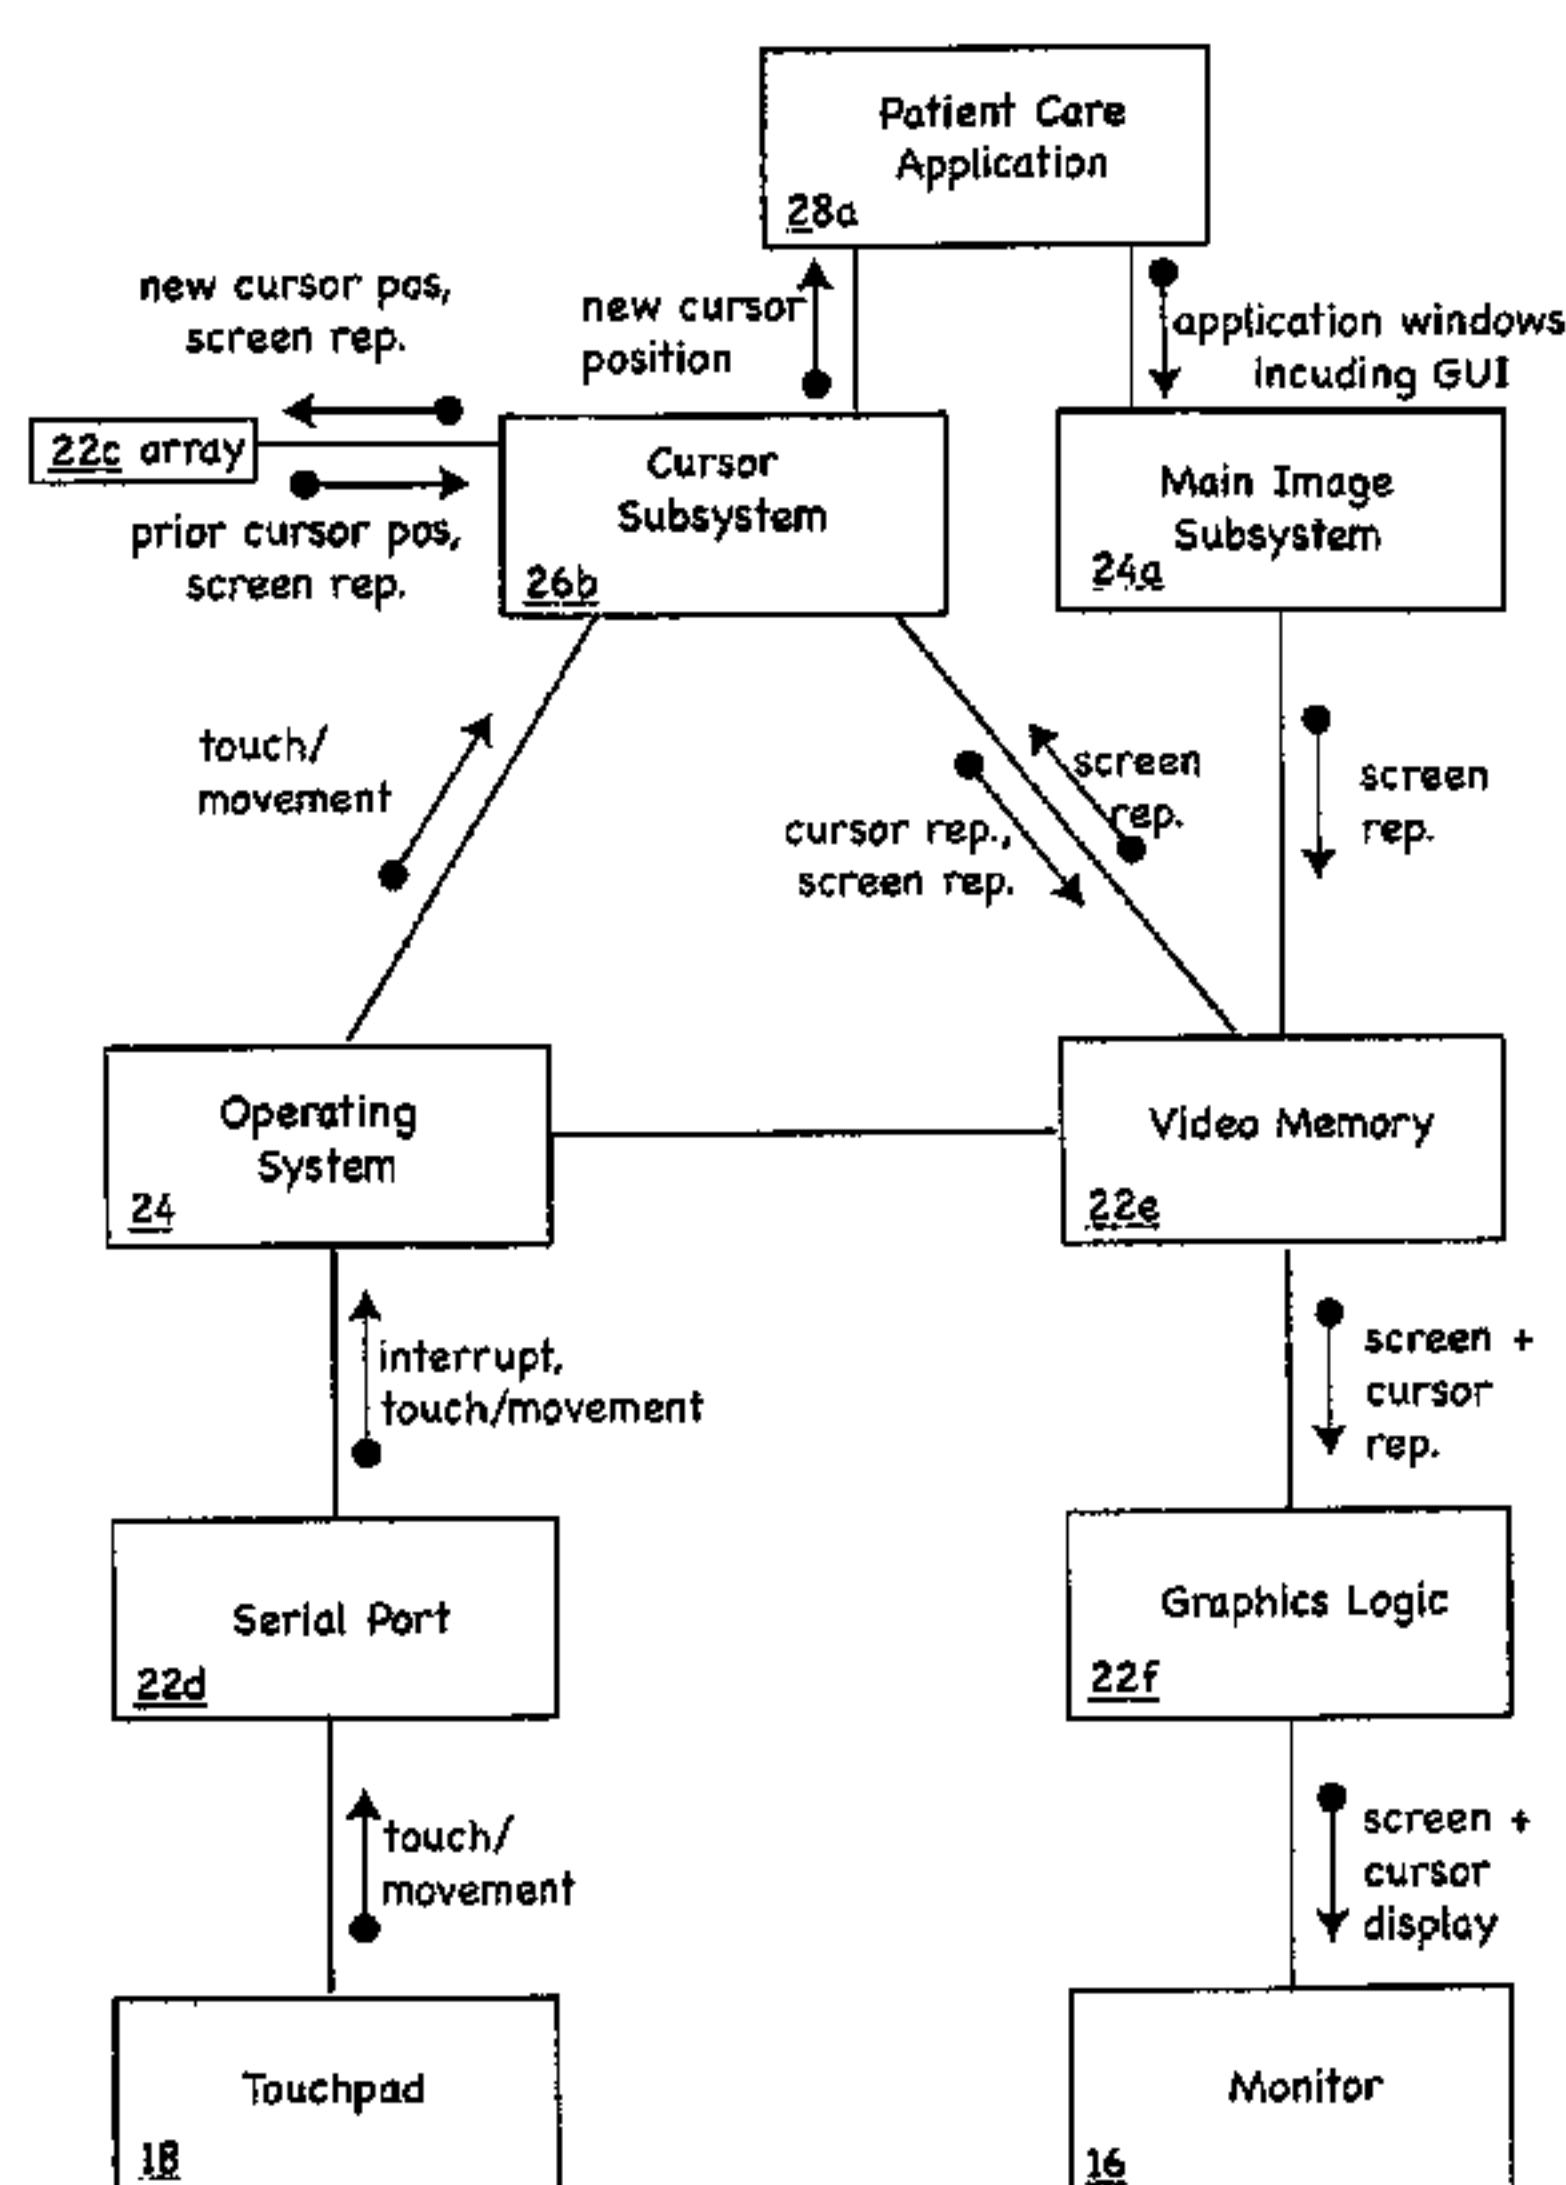 Patient Care
Application
28a
new cursor pos,
screen rep.
new cursor
position
application windows
incuding GUI
22c array
prior cursor pos,
screen rep.
Cursor
Subsystem
26b
Main Image
Subsystem
24a
touch/
movement
cursor rep.,
screen rep.
screen
rep.
screen
rep.
Operating
System
24
Video Memory
22e
interrupt,
touch/movement
screen +
cursor
rep.
Serial Port
22d
Graphics Logic
22f
touch/
movement
screen +
cursor
display
Touchpad
18
Monitor
16